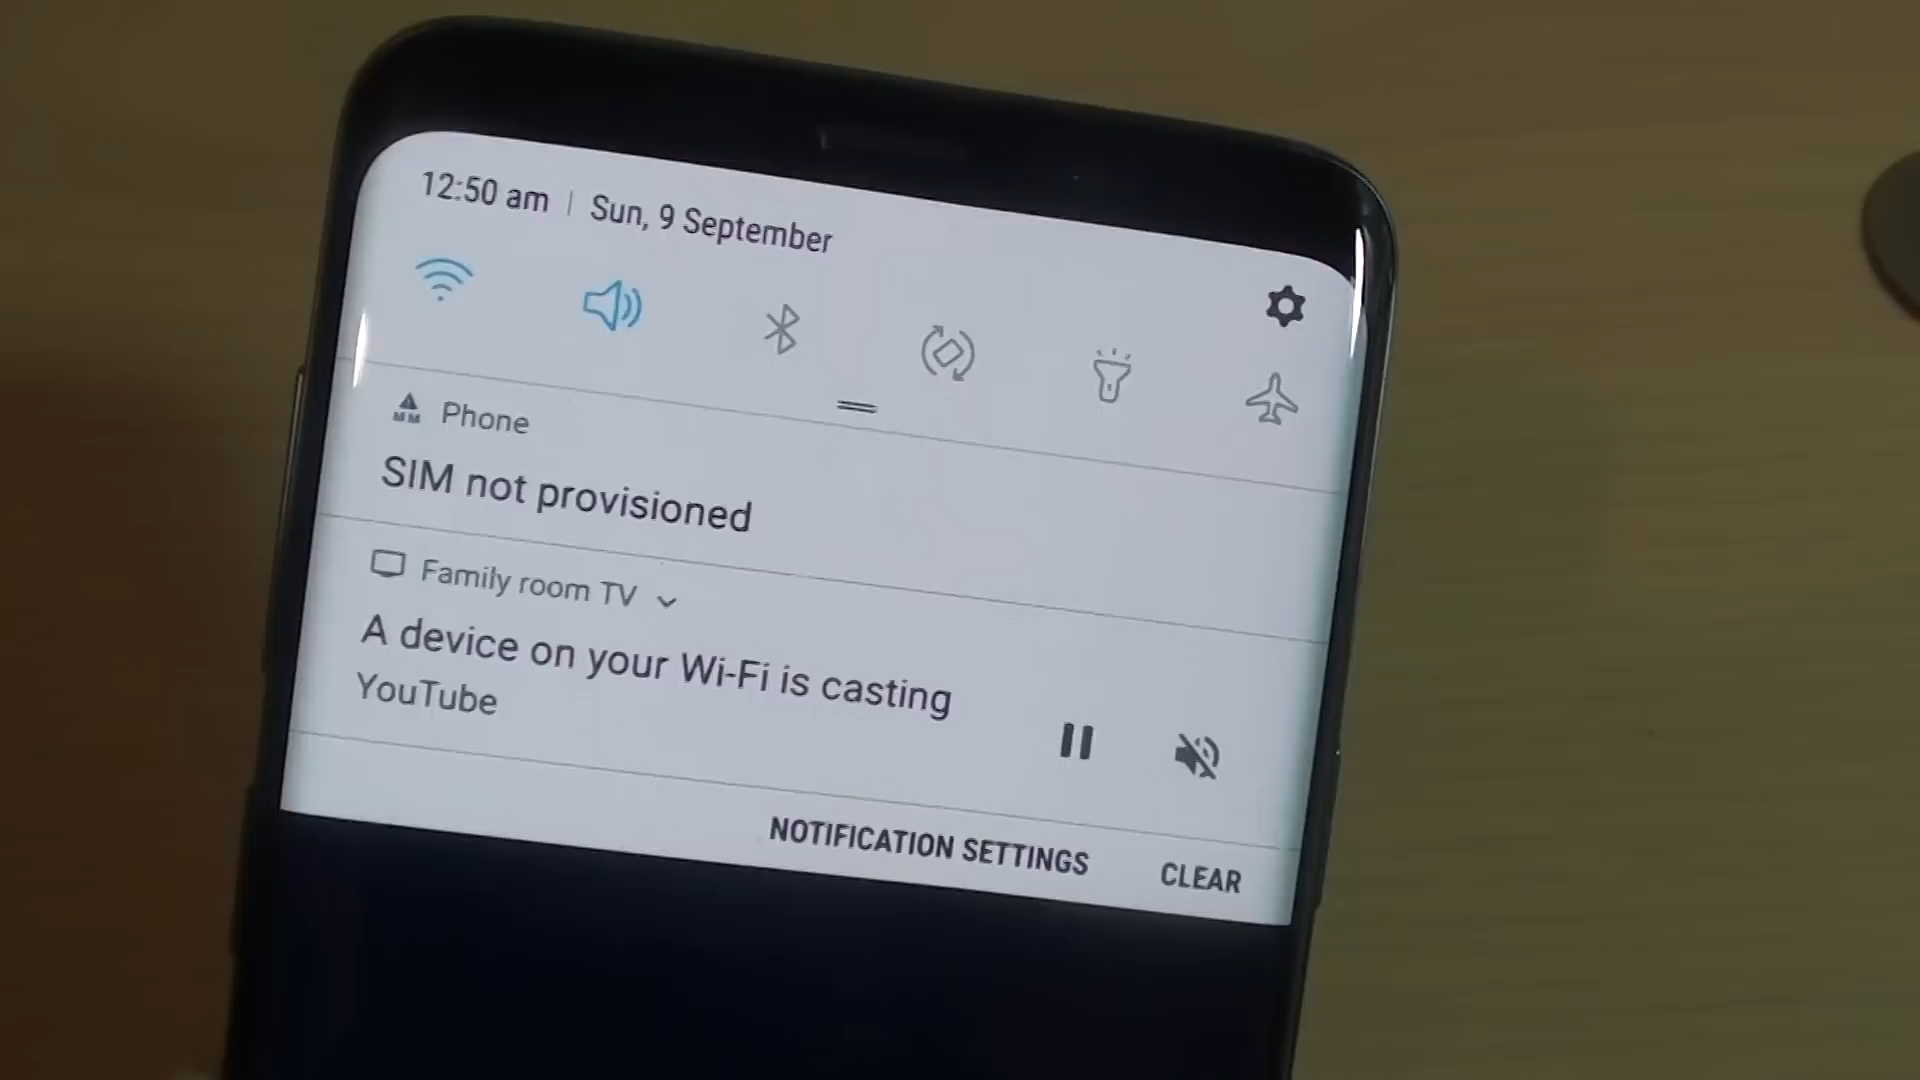 12:50 am | Sun, 9 September
MM Phone
SIM not provisioned
Family room TV
A device on your Wi-Fi is casting
YouTube
NOTIFICATION SETTINGS CLEAR